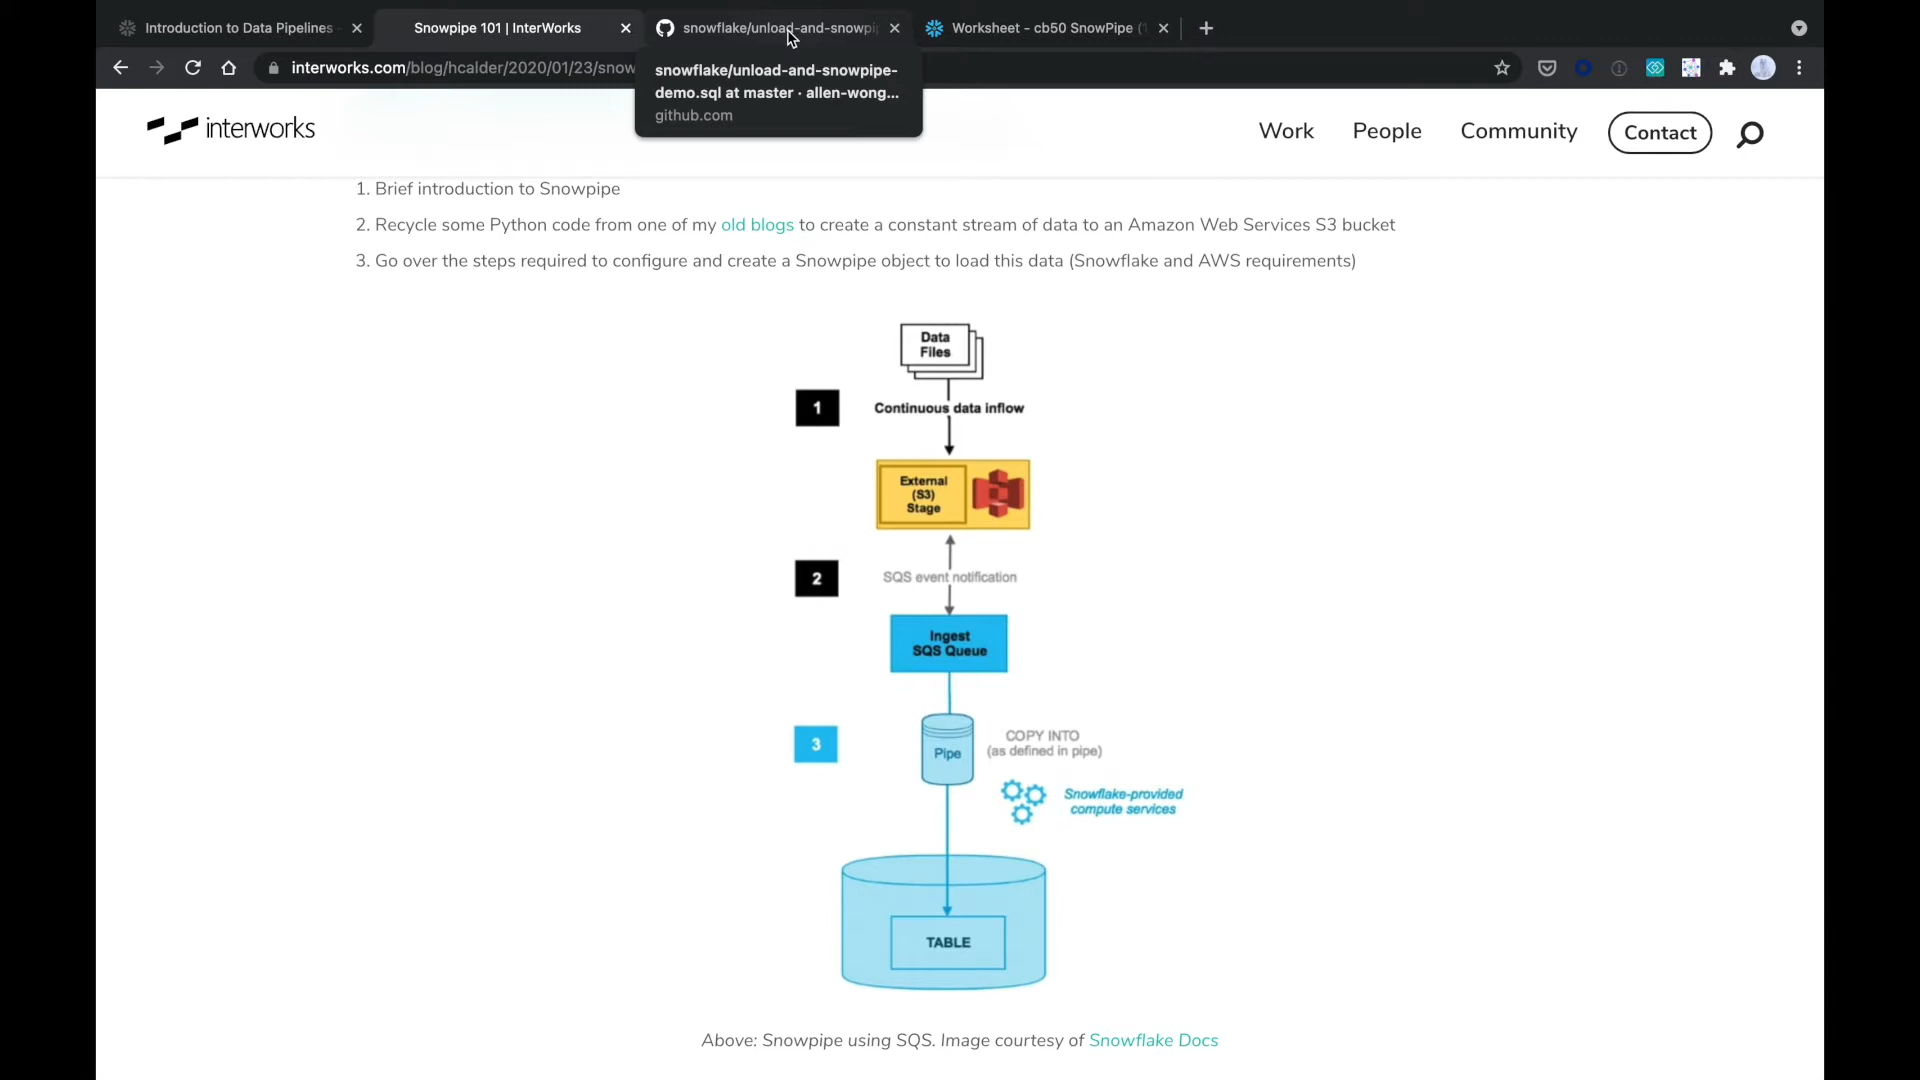 Introduction to Data Pipelines
Snowpipe 101 | InterWorks
snowflake/unload-and-snowpi
Worksheet - cb50 SnowPipe (
interworks.com/blog/hcalder/2020/01/23/snow
snowflake/unload-and-snowpipe-
demo.sql at master · allen-wong...
github.com
interworks
Work
People
Community
Contact
1. Brief introduction to Snowpipe
2. Recycle some Python code from one of my old blogs to create a constant stream of data to an Amazon Web Services S3 bucket
3. Go over the steps required to configure and create a Snowpipe object to load this data (Snowflake and AWS requirements)
Data
Files
1
Continuous data inflow
External
(S3)
Stage
2
SQS event notification
Ingest
SQS Queue
3
Pipe
COPY INTO
(as defined in pipe)
Snowflake-provided
compute services
TABLE
Above: Snowpipe using SQS. Image courtesy of Snowflake Docs